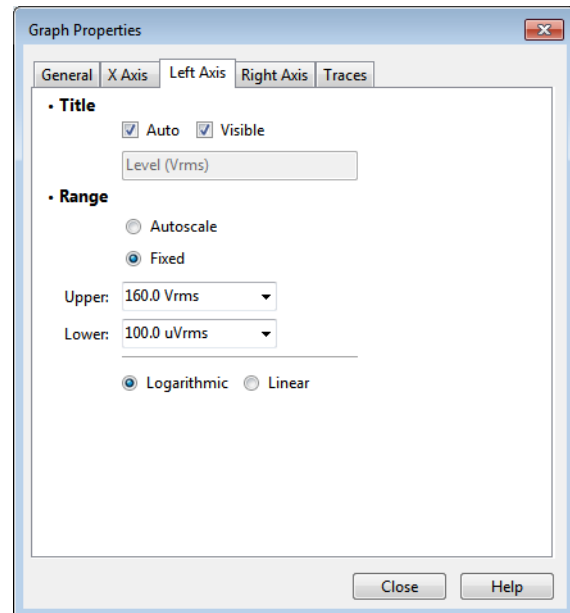 Graph Properties
General X Axis Left Axis Right Axis Traces
• Title
Auto Visible
Level (Vrms)
• Range
Autoscale
Fixed
Upper: 160.0 Vrms
Lower: 100.0 uVrms
Logarithmic Linear
Close Help